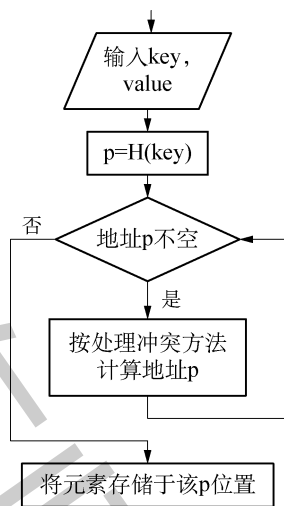 输入key，
value
p=H(key)
否
地址p不空
是
按处理冲突方法
计算地址p
将元素存储于该p位置